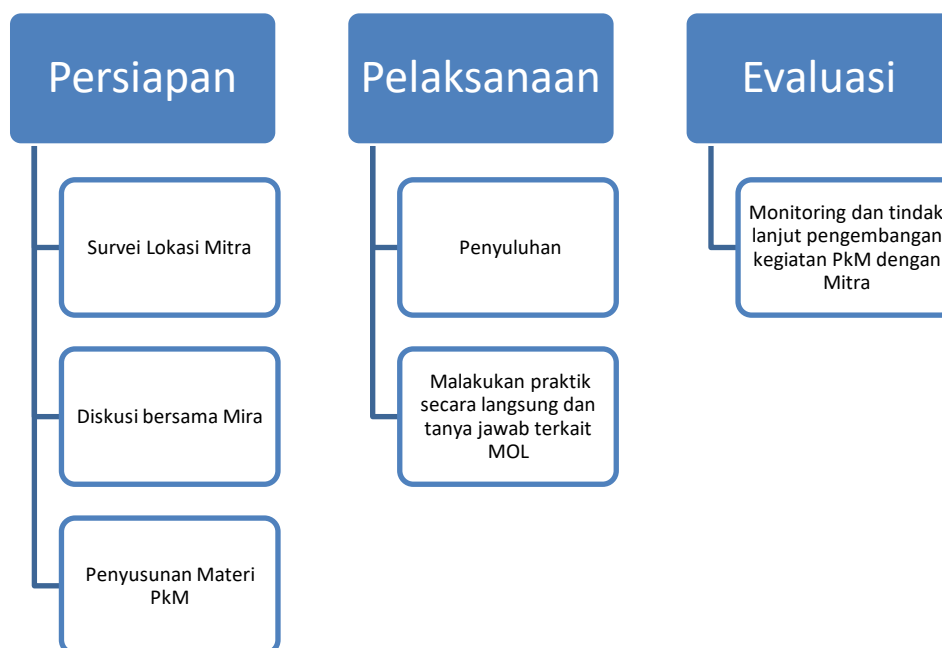 Persiapan
Survei Lokasi Mitra
Diskusi bersama Mira
Penyusunan Materi
PkM
Pelaksanaan
Penyuluhan
Malakukan praktik
secara langsung dan
tanya jawab terkait
MOL
Evaluasi
Monitoring dan tindak
lanjut pengembangan
kegiatan PkM dengan
Mitra